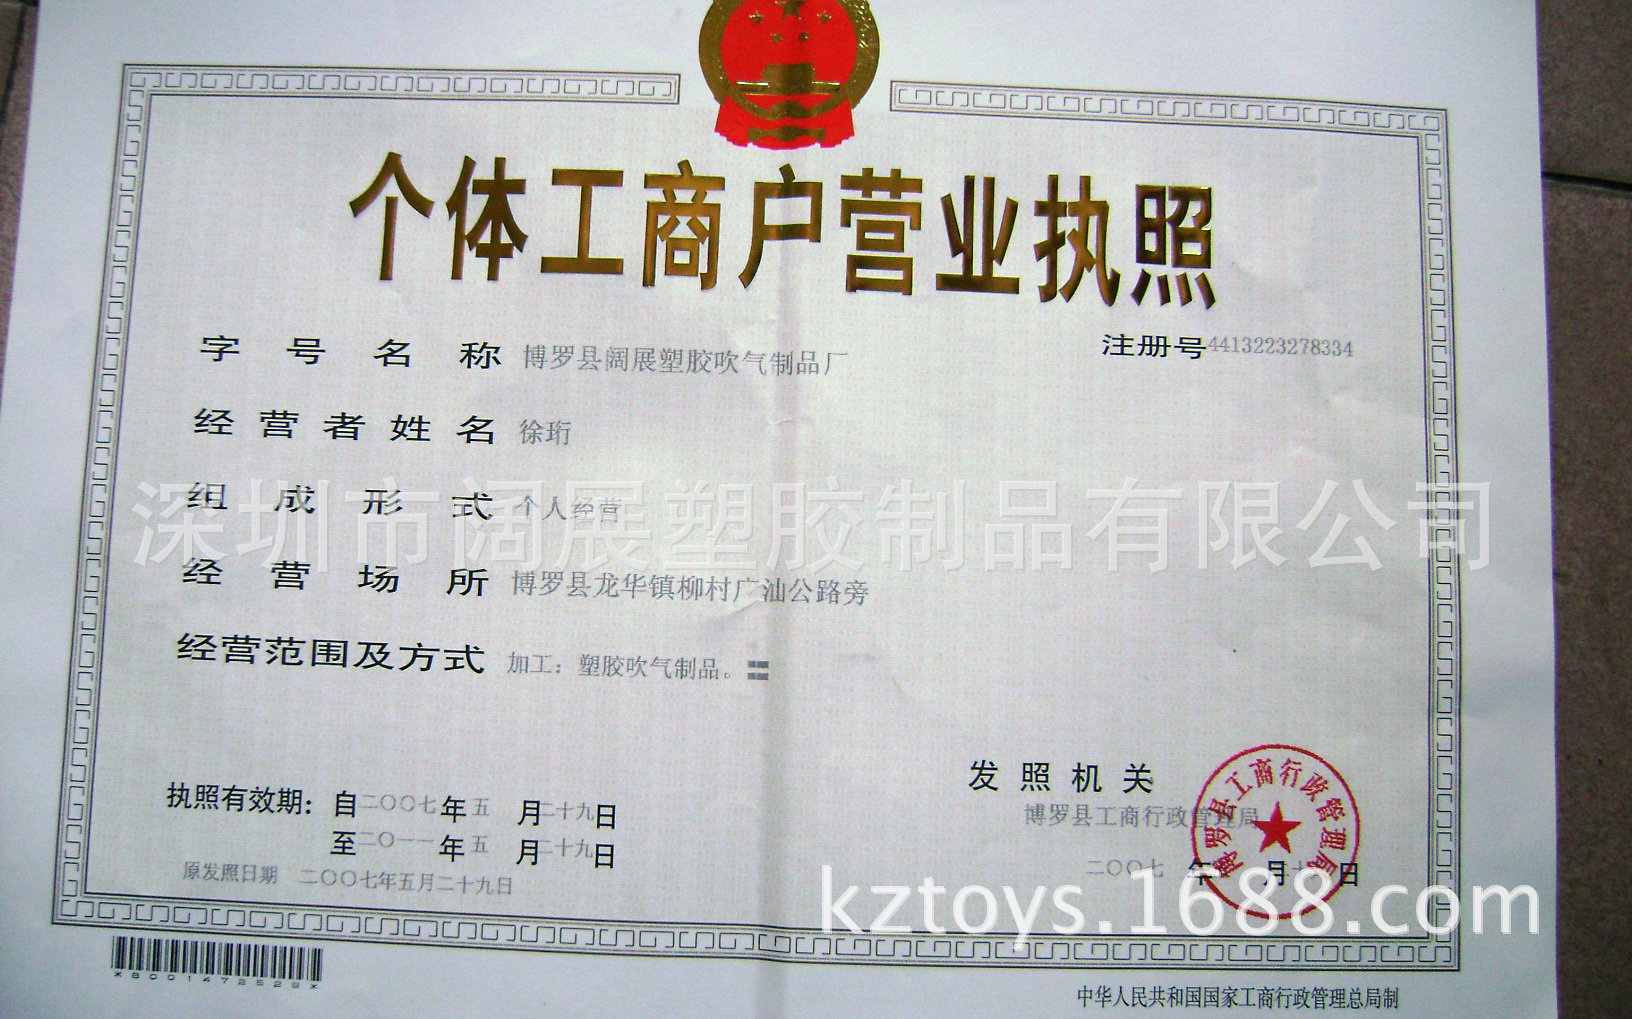 个体工商户营业执照
注册号4413223278334
字号名称 博罗县阔展塑胶吹气制品厂
经营者姓名 徐珩
组成形式 个人经营
深圳市阔展塑胶制品有限公司
经营场所 博罗县龙华镇柳村广汕公路旁
经营范围及方式 加工：塑胶吹气制品。
发照机关
博罗县工商行政管理局
博罗县工商行政管理局
执照有效期：自二〇〇七年五月二十九日
至二〇一一年五月二十九日
二〇〇七 年 月 日
原发照日期 二〇〇七年五月二十九日
kztoys.1688.com
*8001472528*
中华人民共和国国家工商行政管理总局制